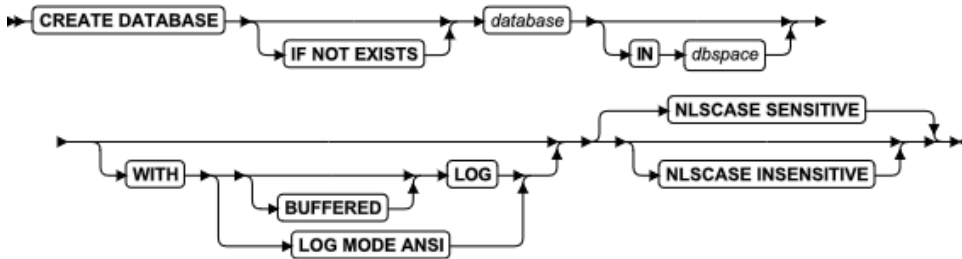 CREATE DATABASE database
IF NOT EXISTS IN dbspace
NLSCASE SENSITIVE
WITH LOG NLSCASE INSENSITIVE
BUFFERED
LOG MODE ANSI